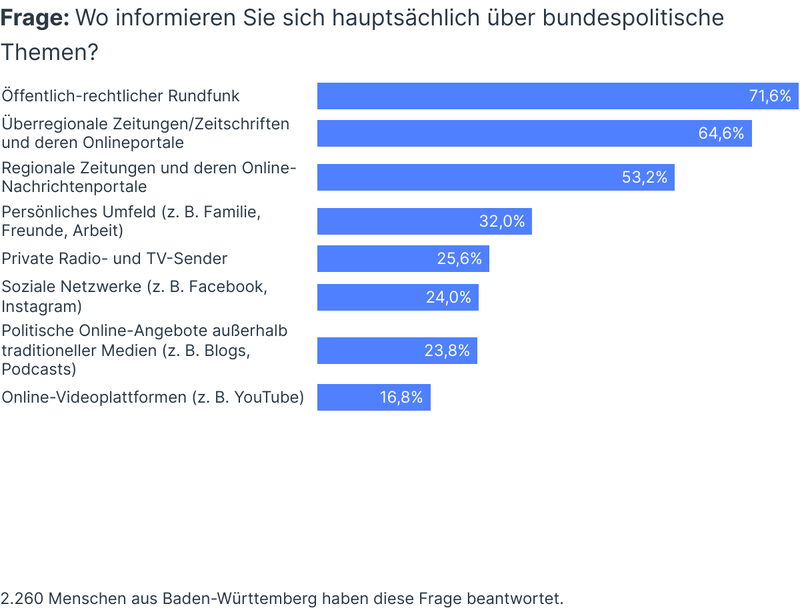 Frage: Wo informieren Sie sich hauptsächlich über bundespolitische
Themen?
Öffentlich-rechtlicher Rundfunk 71,6%
Überregionale Zeitungen/Zeitschriften
und deren Onlineportale 64,6%
Regionale Zeitungen und deren Online-
Nachrichtenportale 53,2%
Persönliches Umfeld (z. B. Familie,
Freunde, Arbeit) 32,0%
Private Radio- und TV-Sender 25,6%
Soziale Netzwerke (z. B. Facebook,
Instagram) 24,0%
Politische Online-Angebote außerhalb
traditioneller Medien (z. B. Blogs, 23,8%
Podcasts)
Online-Videoplattformen (z. B. YouTube) 16,8%
2.260 Menschen aus Baden-Württemberg haben diese Frage beantwortet.